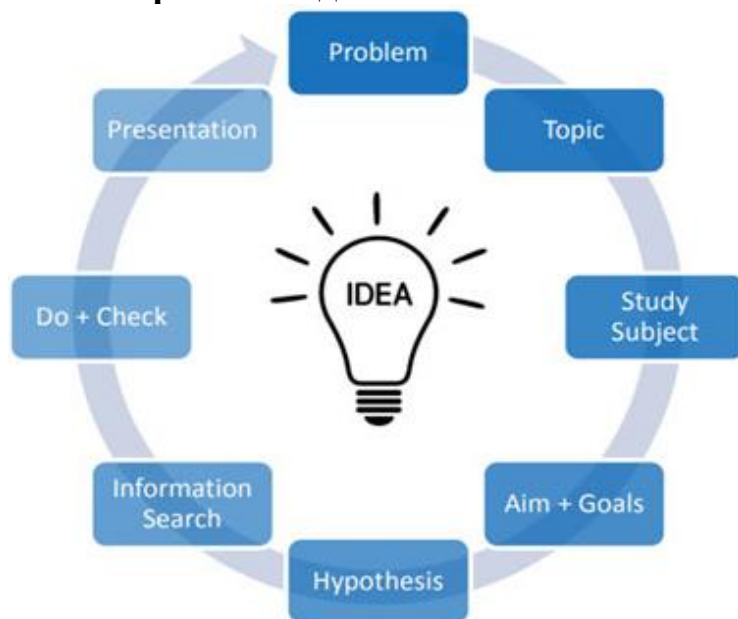 Problem
Topic
Study
Subject
Aim + Goals
Hypothesis
Information
Search
Do + Check
Presentation
IDEA